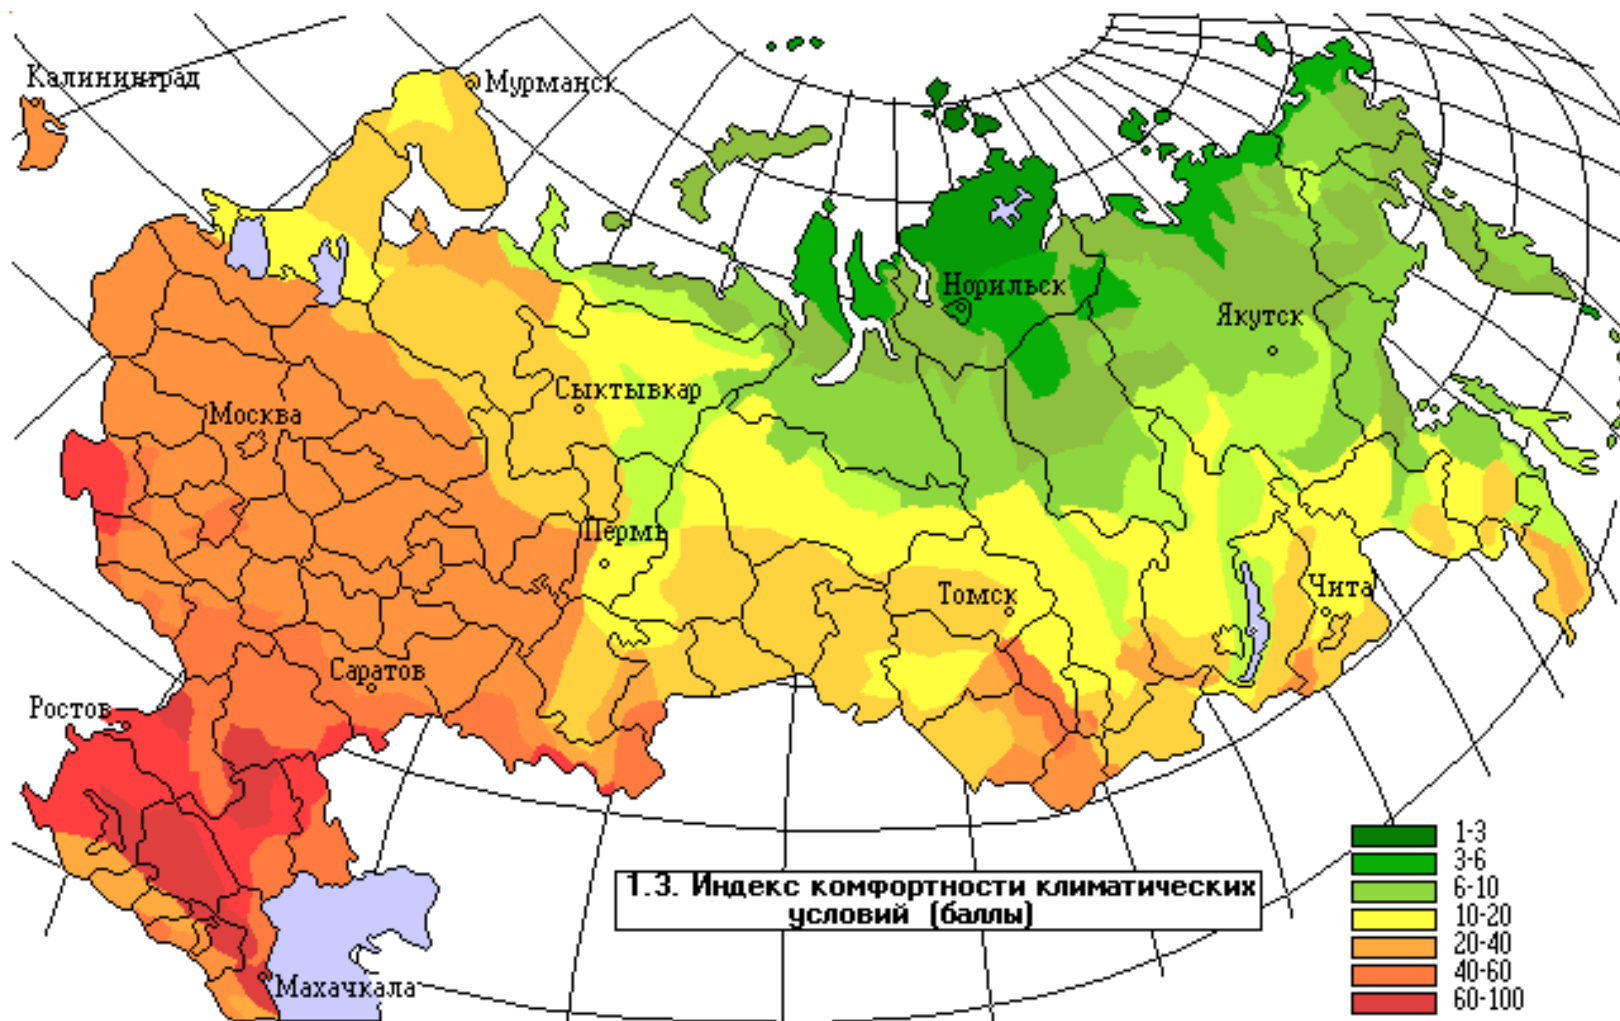 Калининград
Мурманск
Норильск
Якутск
Сыктывкар
Москва
Пермь
Томск
Чита
Саратов
Ростов
Махачкала
1.3. Индекс комфортности климатических
условий (баллы)
1-3
3-6
6-10
10-20
20-40
40-60
60-100